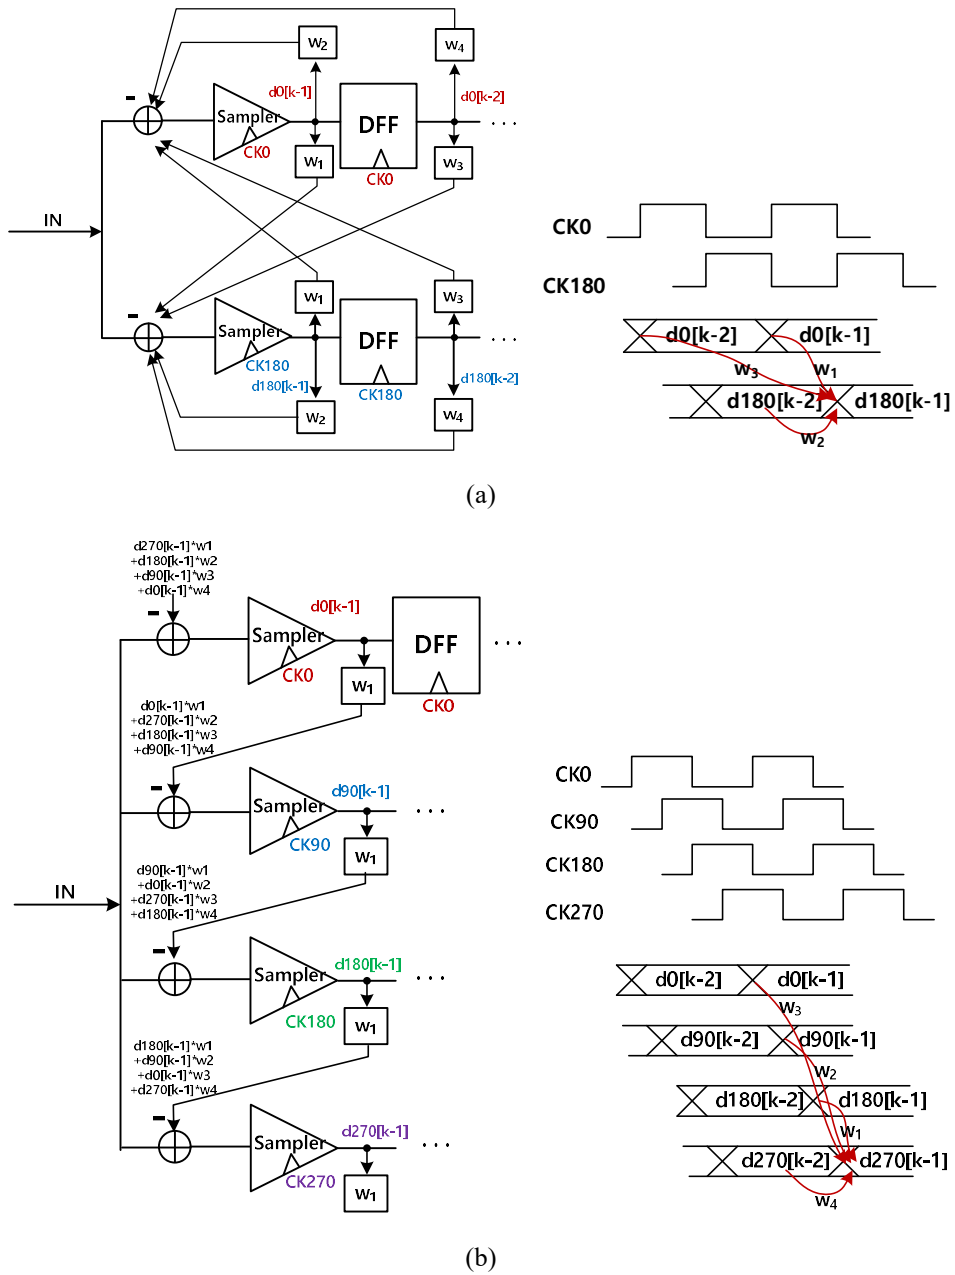 w4
w2
-
d0[k-1]
d0[k-2]
Sampler
DFF
. . .
CK0
w1
CK0
w3
IN
w1
w3
-
Sampler
DFF
. . .
CK180
d180[k-1]
CK180
d180[k-2]
w2
w4
CK0
CK180
d0[k-2]
d0[k-1]
w3
w1
d180[k-2]
d180[k-1]
w2
(a)
d270[k-1]*w1
+d180[k-1]*w2
+d90[k-1]*w3
+d0[k-1]*w4
-
d0[k-1]
Sampler
DFF
. . .
CK0
w1
CK0
d0[k-1]*w1
+d270[k-1]*w2
+d180[k-1]*w3
+d90[k-1]*w4
-
d90[k-1]
Sampler
. . .
CK90
w1
IN
d90[k-1]*w1
+d0[k-1]*w2
+d270[k-1]*w3
+d180[k-1]*w4
-
d180[k-1]
Sampler
. . .
CK180
w1
d180[k-1]*w1
+d90[k-1]*w2
+d0[k-1]*w3
+d270[k-1]*w4
-
d270[k-1]
Sampler
. . .
CK270
w1
CK0
CK90
CK180
CK270
d0[k-2]
d0[k-1]
w3
d90[k-2]
d90[k-1]
w2
d180[k-2]
d180[k-1]
w1
d270[k-2]
d270[k-1]
w4
(b)